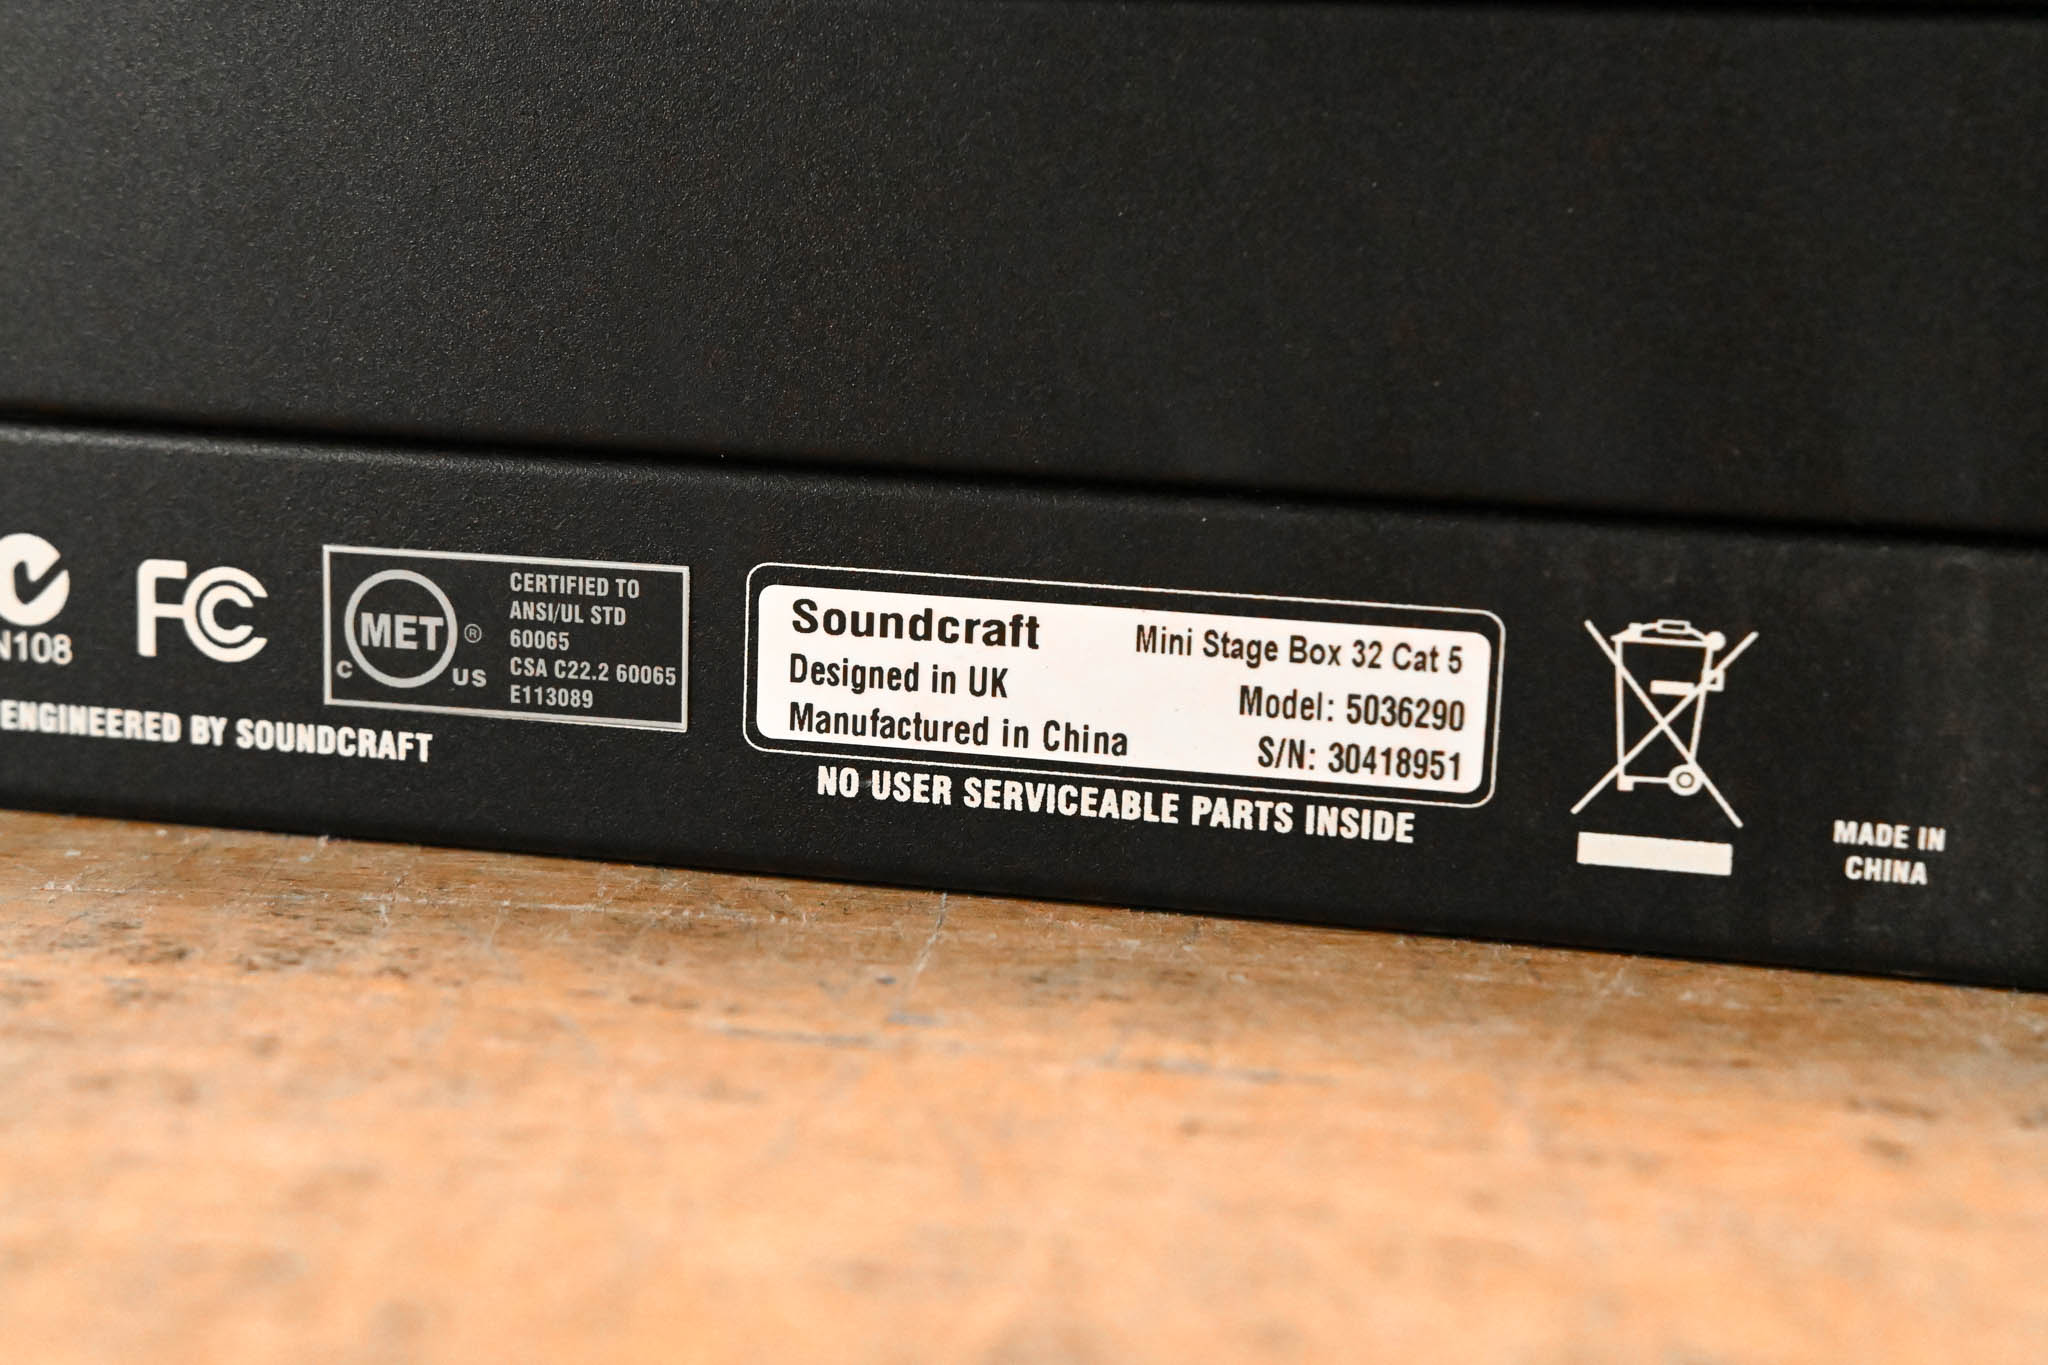 N108
FC
ENGINEERED BY SOUNDCRAFT
MET ®
C US
CERTIFIED TO
ANSI/UL STD
60065
CSA C22.2 60065
E113089
Soundcraft
Designed in UK
Manufactured in China
Mini Stage Box 32 Cat 5
Model: 5036290
S/N: 30418951
NO USER SERVICEABLE PARTS INSIDE
MADE IN
CHINA